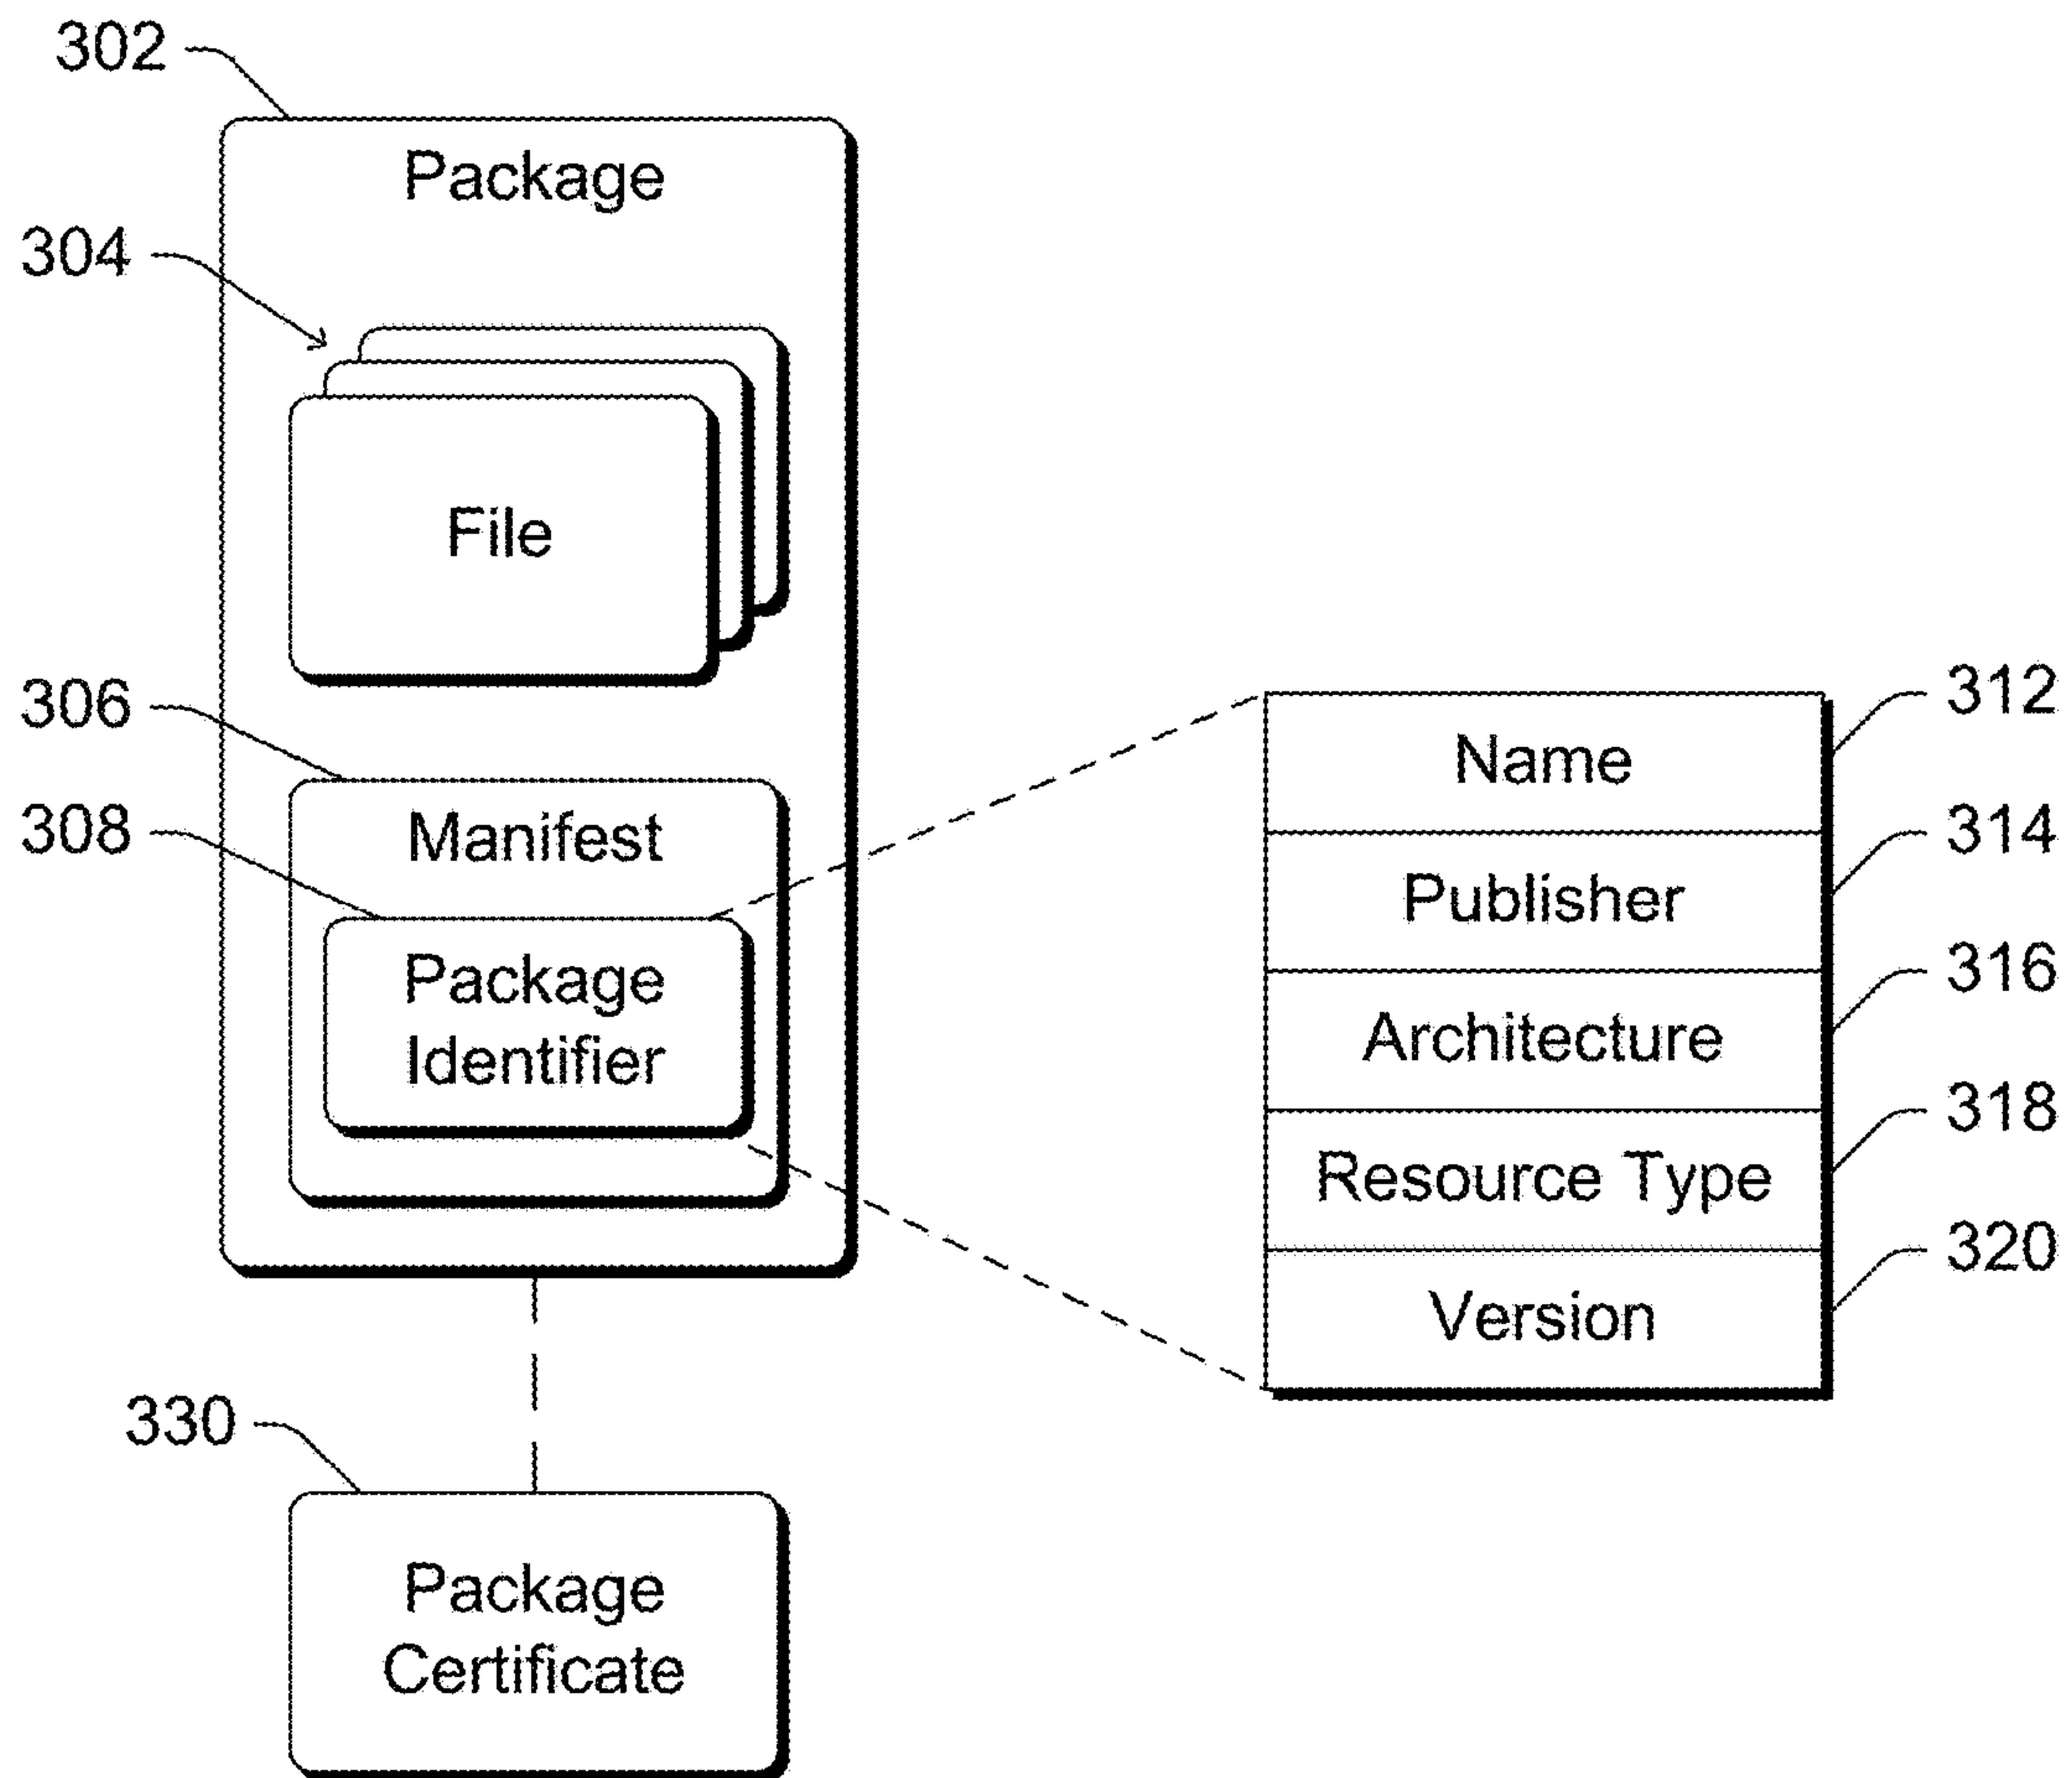 302
Package
304
File
306
Manifest
308
Package
Identifier
312
Name
314
Publisher
316
Architecture
318
Resource Type
320
Version
330
Package
Certificate